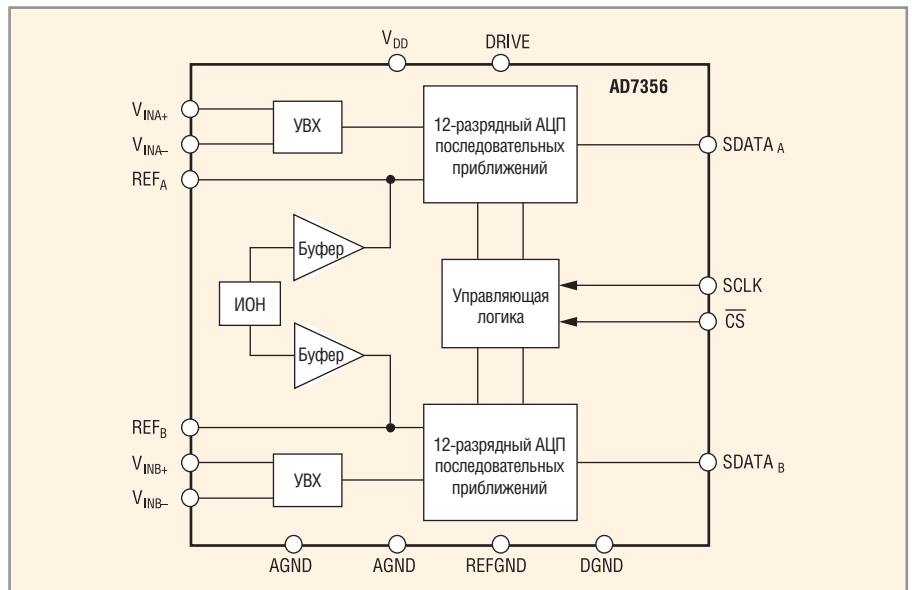 V_DD
DRIVE
AD7356
V_INA+
V_INA–
REF_A
УВХ
12-разрядный АЦП
последовательных
приближений
SDATA_A
Буфер
ИОН
Буфер
Управляющая
логика
SCLK
C̅S̅
REF_B
V_INB+
V_INB–
УВХ
12-разрядный АЦП
последовательных
приближений
SDATA_B
AGND
AGND
REFGND
DGND